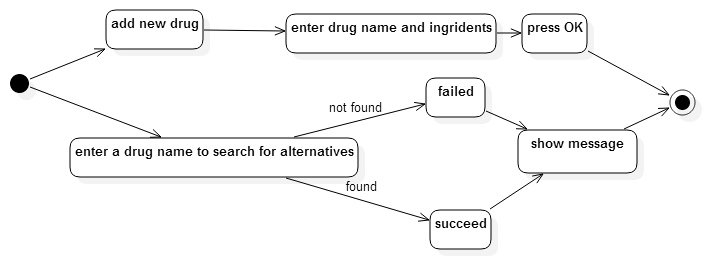 add new drug
enter drug name and ingridents
press OK
failed
not found
show message
enter a drug name to search for alternatives
found
succeed